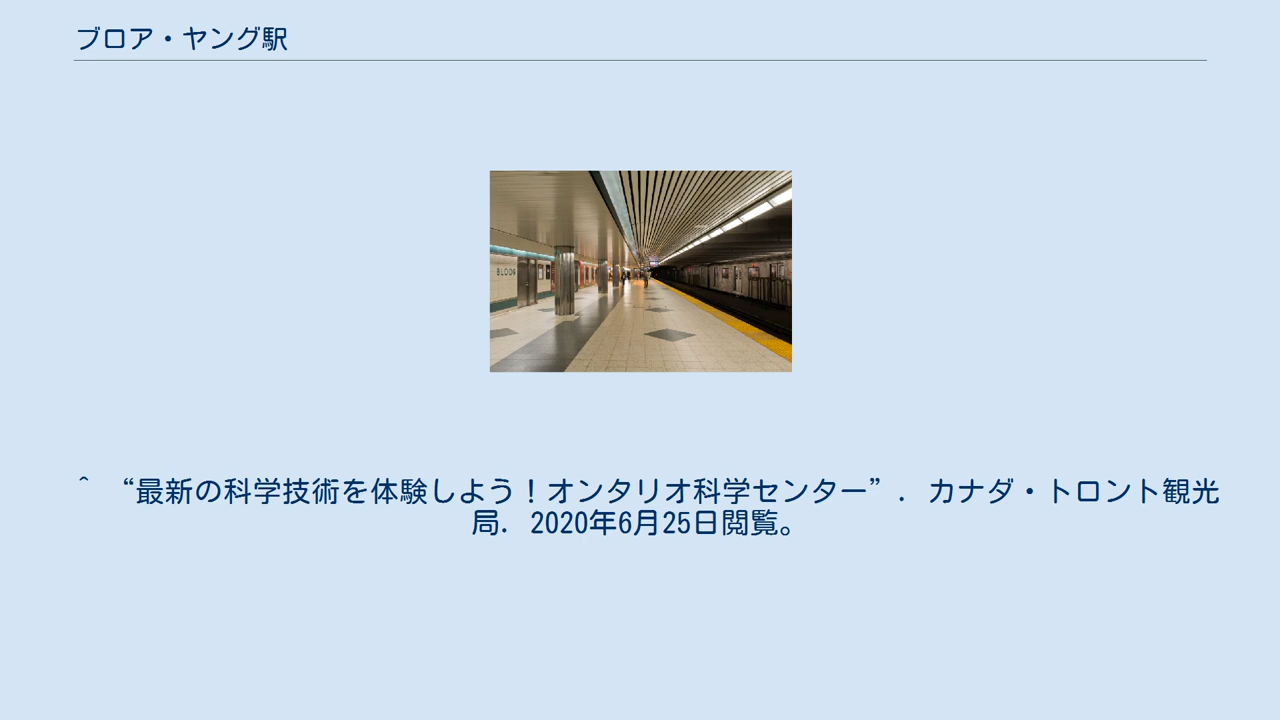 ブロア・ヤング駅
BLOOR
^ “最新の科学技術を体験しよう！オンタリオ科学センター”. カナダ・トロント観光
局. 2020年6月25日閲覧。